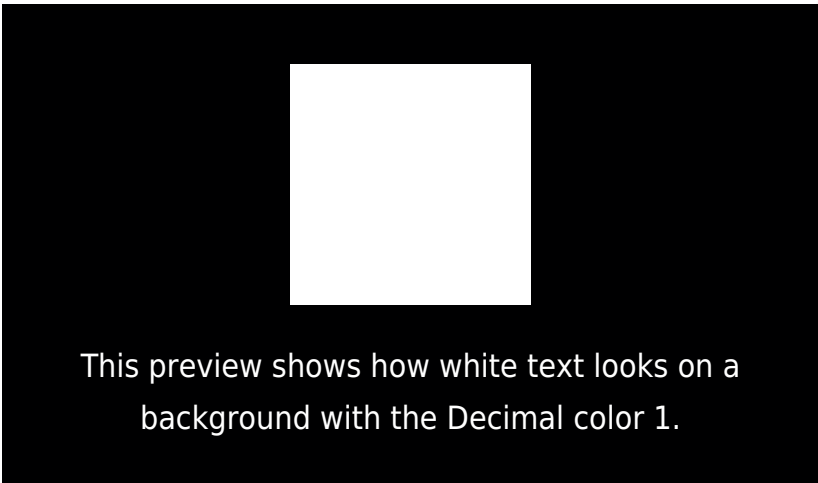 This preview shows how white text looks on a
background with the Decimal color 1.